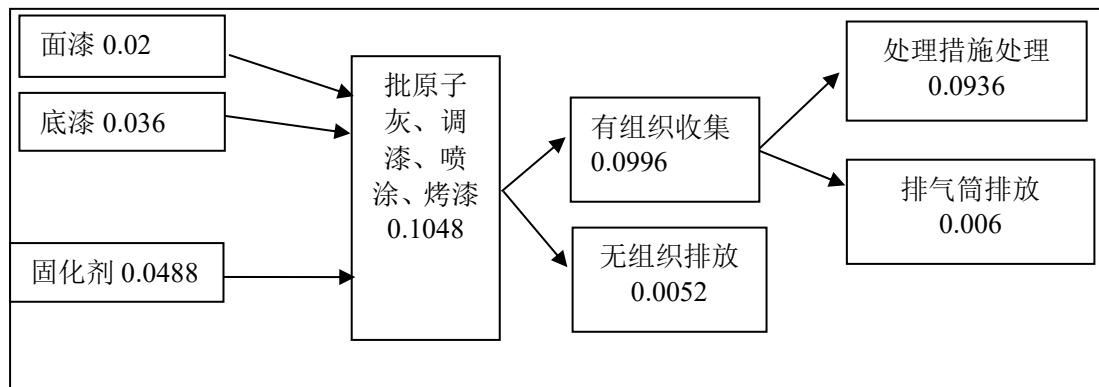 面漆 0.02
底漆 0.036
固化剂 0.0488
批原子
灰、调
漆、喷
涂、烤漆
0.1048
有组织收集
0.0996
无组织排放
0.0052
处理措施处理
0.0936
排气筒排放
0.006